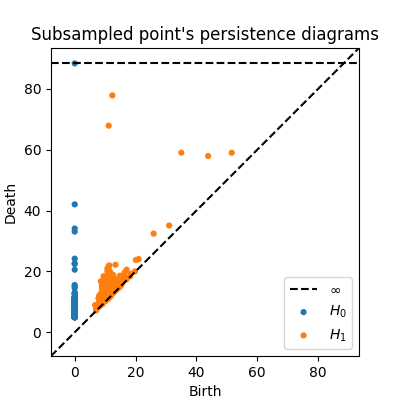 Subsampled point's persistence diagrams
Death
80
60
40
20
0
∞
H₀
H₁
0 20 40 60 80
Birth